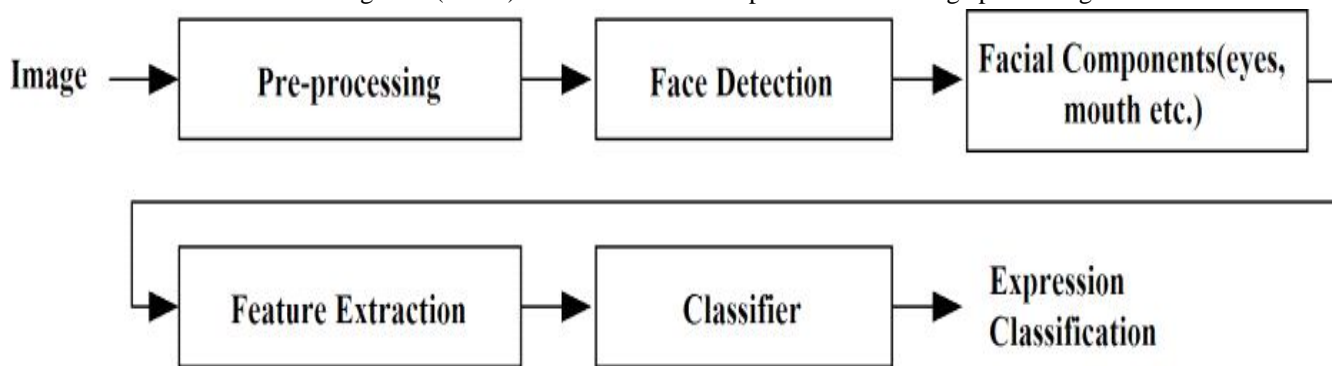 Image
Pre-processing
Face Detection
Facial Components(eyes,
mouth etc.)
Feature Extraction
Classifier
Expression
Classification